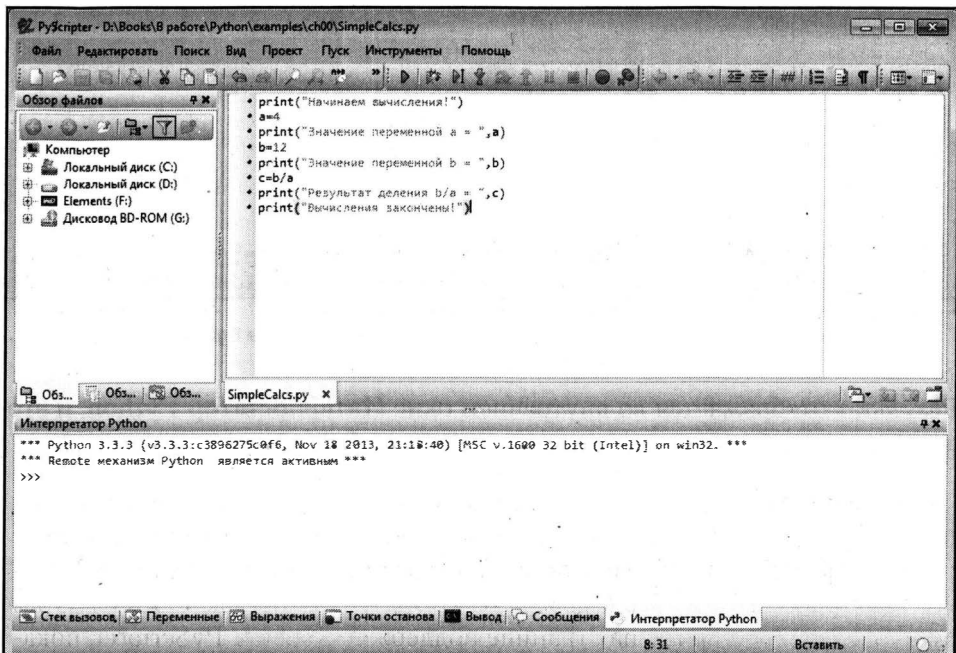 PyScripter - D:\Books\В работе\Python\examples\ch00\SimpleCalcs.py
Файл Редактировать Поиск Вид Проект Пуск Инструменты Помощь
Обзор файлов
Компьютер
Локальный диск (C:)
Локальный диск (D:)
Elements (F:)
Дисковод BD-ROM (G:)
print("Начинаем вычисления!")
a=4
print("Значение переменной a = ",a)
b=12
print("Значение переменной b = ",b)
c=b/a
print("Результат деления b/a = ",c)
print("Вычисления закончены!")
Обз... Обз... Обз...
SimpleCalcs.py
Интерпретатор Python
*** Python 3.3.3 (v3.3.3:c3896275c0f6, Nov 18 2013, 21:18:40) [MSC v.1600 32 bit (Intel)] on win32. ***
*** Remote механизм Python является активным ***
>>>
Стек вызовов Переменные Выражения Точки останова Вывод Сообщения Интерпретатор Python
8: 31 Вставить